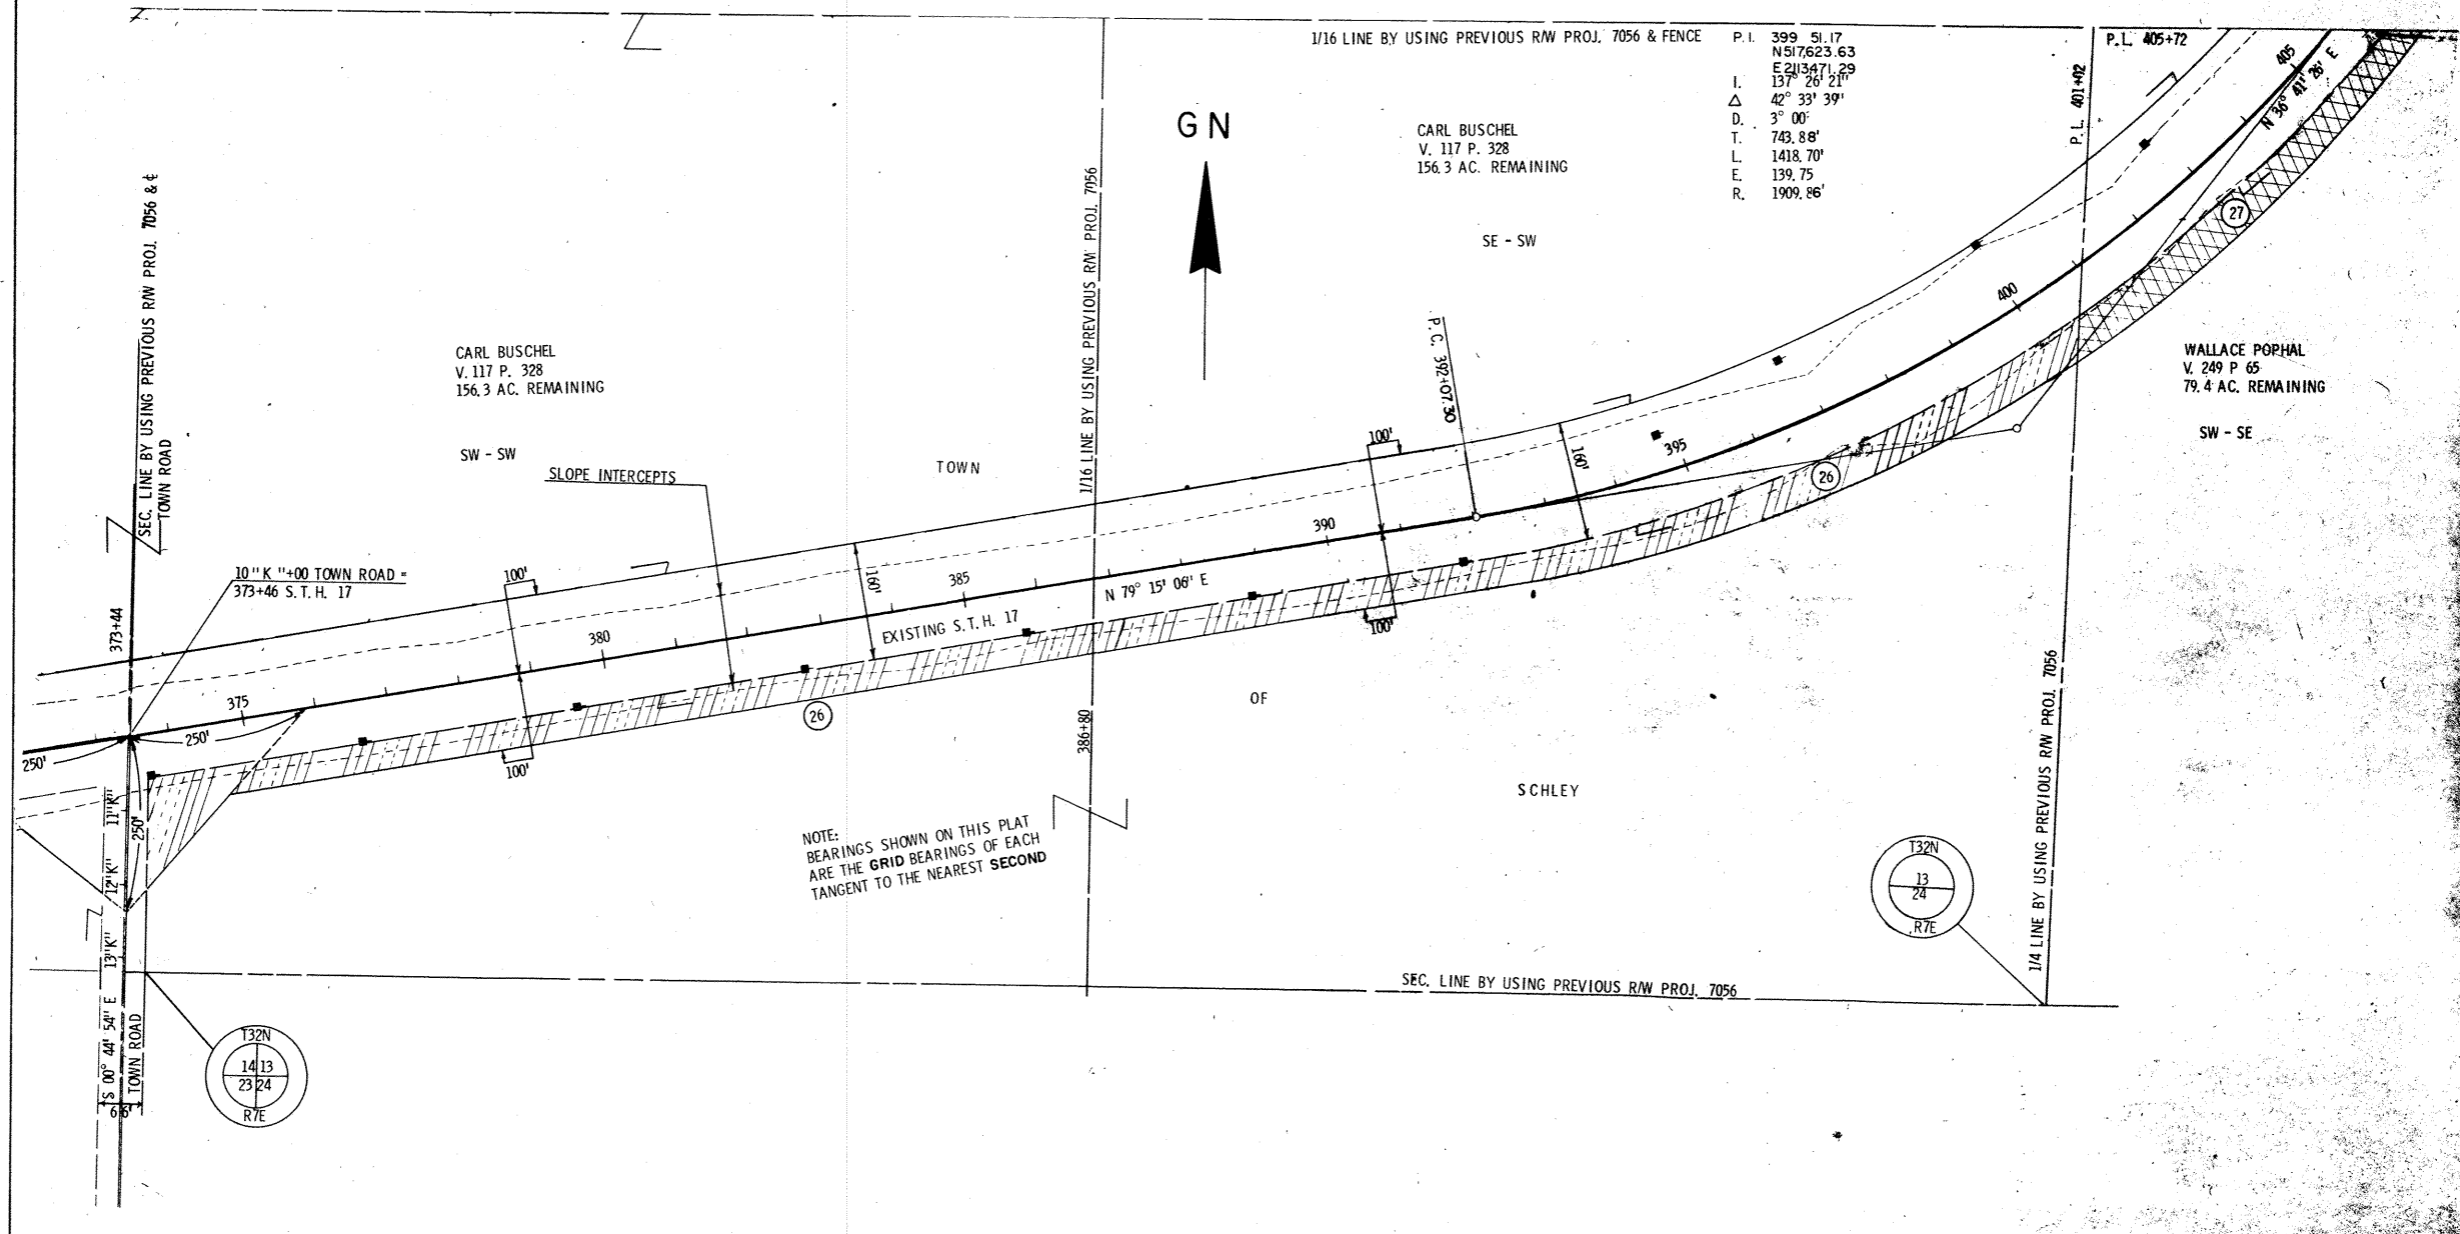 1/16 LINE BY USING PREVIOUS R/W PROJ. 7056 & FENCE
P.I. 399 51.17
N517,623.63
E2,113,471.29
I. 137° 26' 21"
Δ 42° 33' 39"
D. 3° 00'
T. 743.88'
L. 1418.70'
E. 139.75
R. 1909.86'
P.L. 405+72
P.L. 401+02
405
N 36° 41' 26" E
GN
CARL BUSCHEL
V. 117 P. 328
156.3 AC. REMAINING
SE - SW
27
400
SEC. LINE BY USING PREVIOUS R/W PROJ. 7056 & ₵
TOWN ROAD
1/16 LINE BY USING PREVIOUS R/W PROJ. 7056
CARL BUSCHEL
V. 117 P. 328
156.3 AC. REMAINING
SW - SW
SLOPE INTERCEPTS
TOWN
P.C. 392+07.30
WALLACE POPHAL
V. 249 P 65
79.4 AC. REMAINING
SW - SE
100'
160'
395
26
390
10 "K"+00 TOWN ROAD =
373+46 S.T.H. 17
373+44
100'
160'
385
N 79° 15' 06" E
EXISTING S.T.H. 17
380
100'
375
250'
250'
250'
26
100'
386+80
OF
SCHLEY
11"K"
12"K"
13"K"
NOTE:
BEARINGS SHOWN ON THIS PLAT
ARE THE GRID BEARINGS OF EACH
TANGENT TO THE NEAREST SECOND
T32N
13
24
R7E
1/4 LINE BY USING PREVIOUS R/W PROJ. 7056
SEC. LINE BY USING PREVIOUS R/W PROJ. 7056
S 00° 44' 54" E
TOWN ROAD
66'
T32N
14 13
23 24
R7E